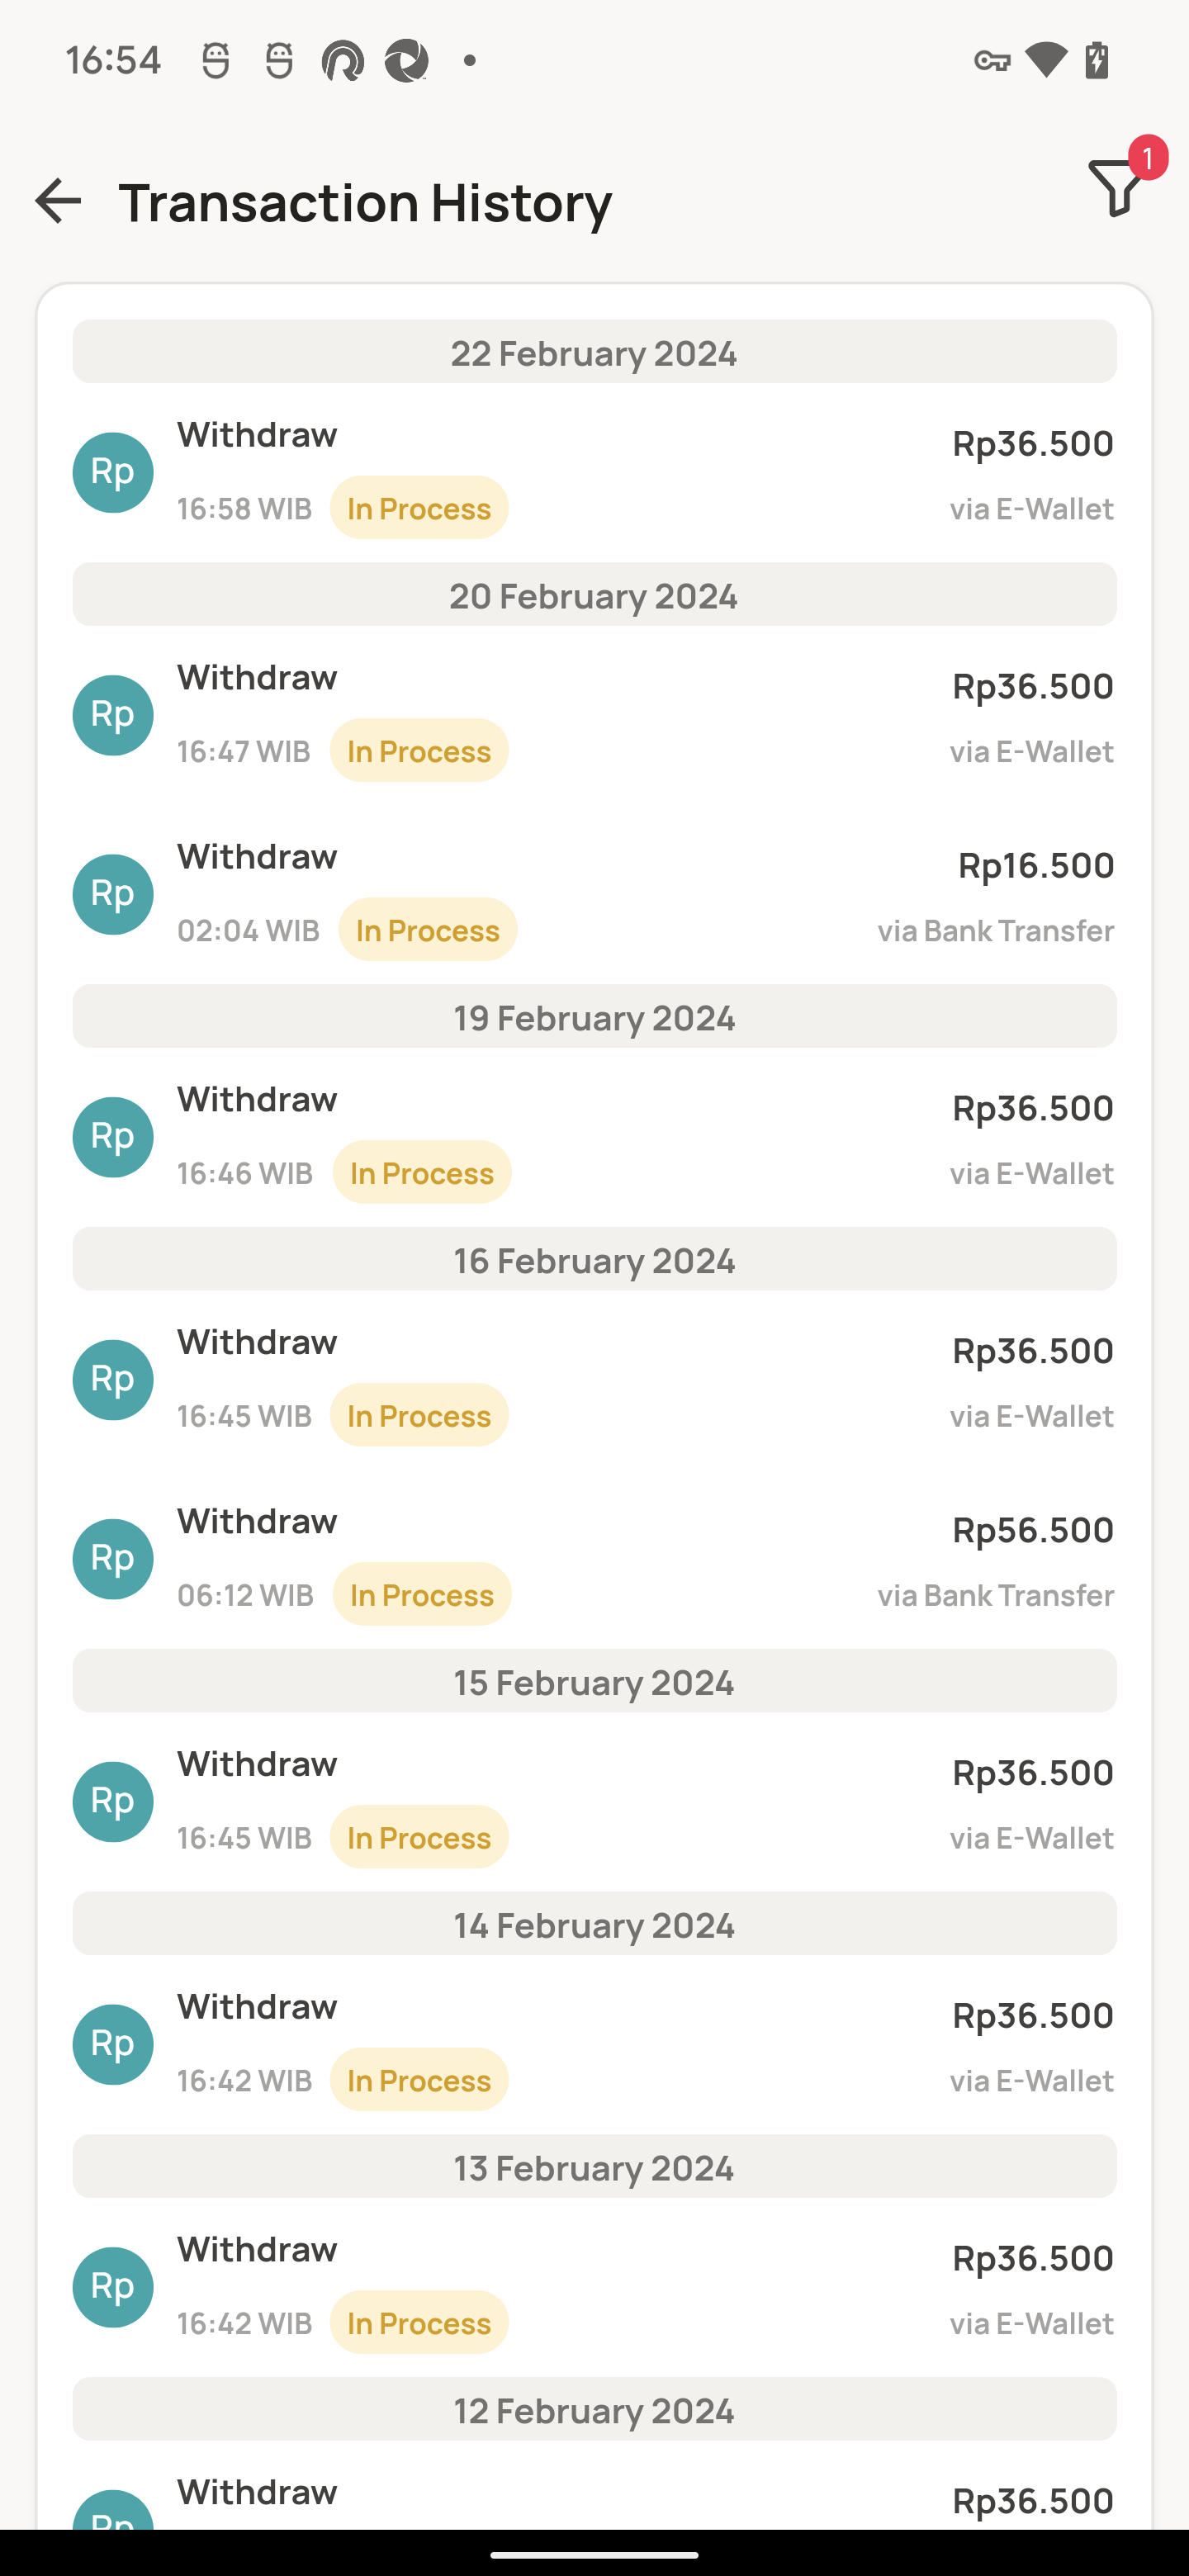 16:54
1
Transaction History
22 February 2024
Withdraw
Rp36.500
Rp
16:58 WIB In Process
via E-Wallet
20 February 2024
Withdraw
Rp36.500
Rp
16:47 WIB In Process
via E-Wallet
Withdraw
Rp16.500
Rp
02:04 WIB In Process
via Bank Transfer
19 February 2024
Withdraw
Rp36.500
Rp
16:46 WIB In Process
via E-Wallet
16 February 2024
Withdraw
Rp36.500
Rp
16:45 WIB In Process
via E-Wallet
Withdraw
Rp56.500
Rp
06:12 WIB In Process
via Bank Transfer
15 February 2024
Withdraw
Rp36.500
Rp
16:45 WIB In Process
via E-Wallet
14 February 2024
Withdraw
Rp36.500
Rp
16:42 WIB In Process
via E-Wallet
13 February 2024
Withdraw
Rp36.500
Rp
16:42 WIB In Process
via E-Wallet
12 February 2024
Withdraw
Rp36.500
Rp